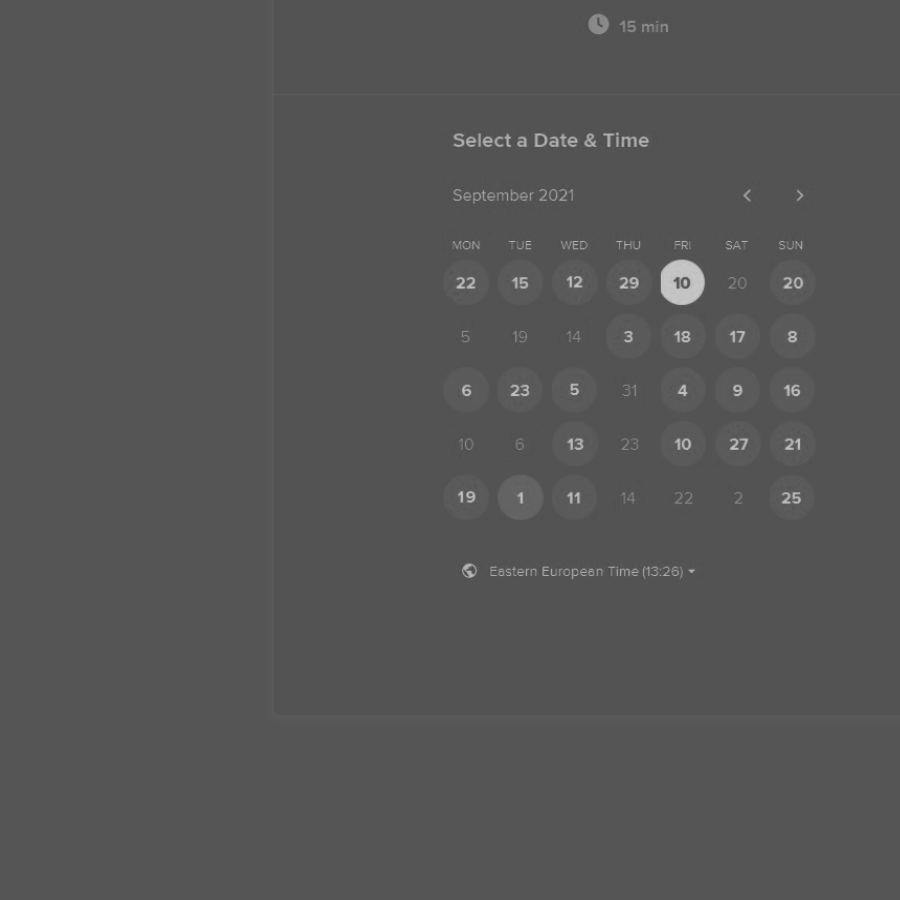 15 min
Select a Date & Time
September 2021
MON TUE WED THU FRI SAT SUN
22 15 12 29 10 20 20
5 19 14 3 18 17 8
6 23 5 31 4 9 16
10 6 13 23 10 27 21
19 1 11 14 22 2 25
Eastern European Time (13:26)